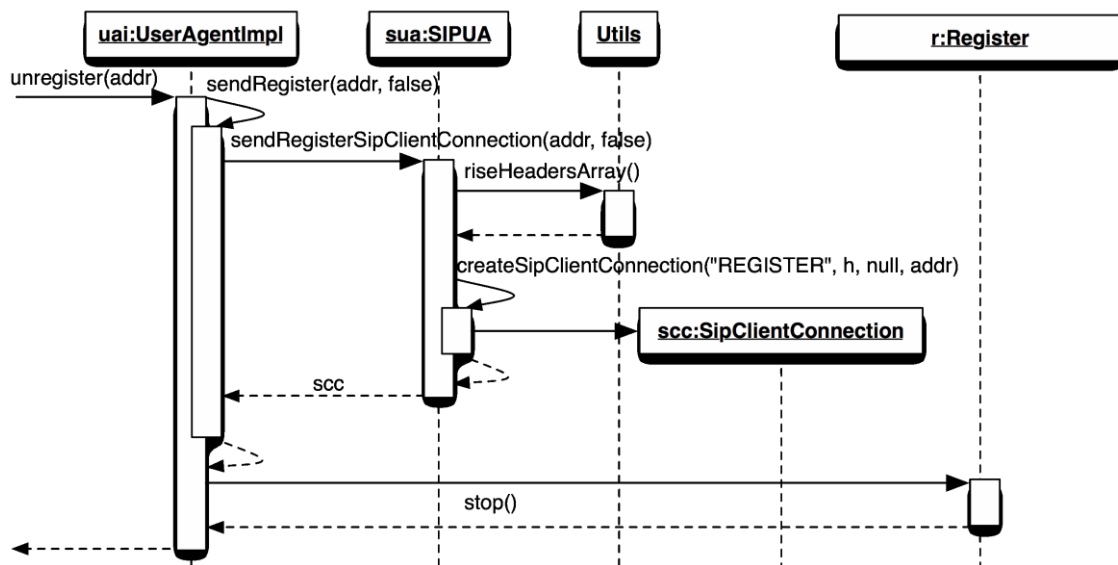 uai:UserAgentImpl
sua:SIPUA
Utils
r:Register
unregister(addr)
sendRegister(addr, false)
sendRegisterSipClientConnection(addr, false)
riseHeadersArray()
createSipClientConnection("REGISTER", h, null, addr)
scc:SipClientConnection
scc
stop()